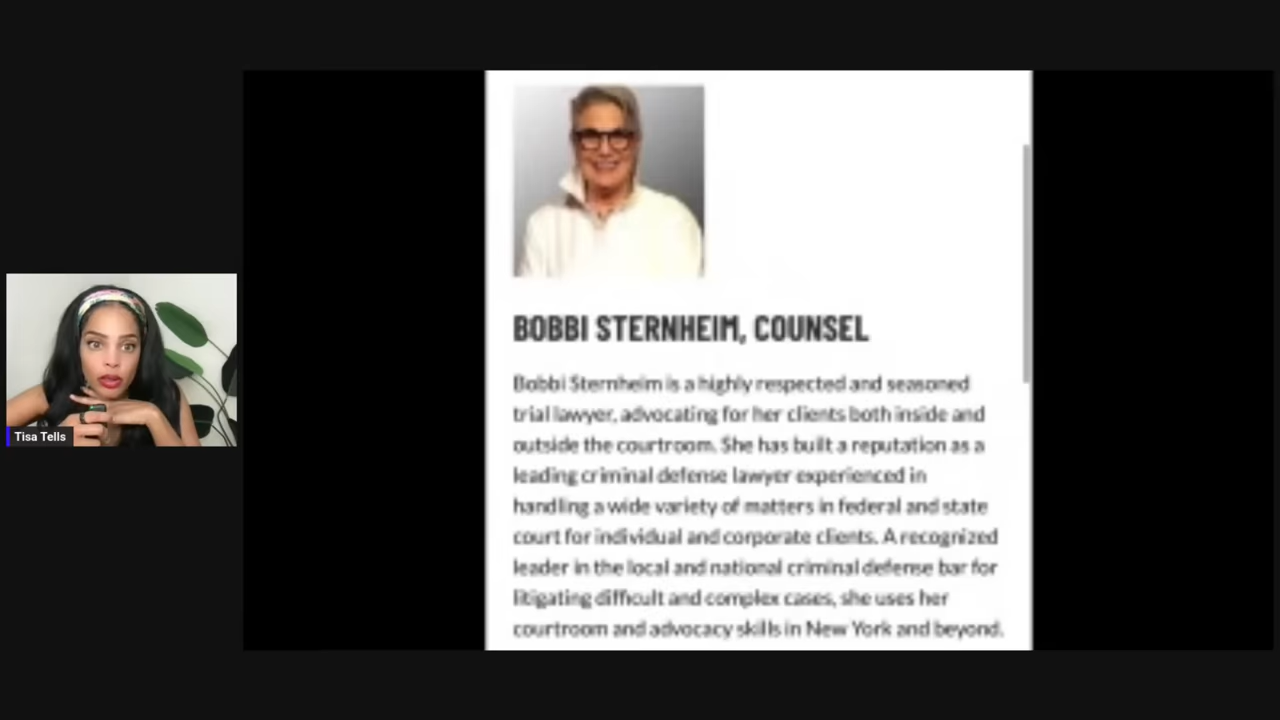 BOBBI STERNHEIM, COUNSEL
Bobbi Sternheim is a highly respected and seasoned
trial lawyer, advocating for her clients both inside and
outside the courtroom. She has built a reputation as a
leading criminal defense lawyer experienced in
handling a wide variety of matters in federal and state
court for individual and corporate clients. A recognized
leader in the local and national criminal defense bar for
litigating difficult and complex cases, she uses her
courtroom and advocacy skills in New York and beyond.
Tisa Tells